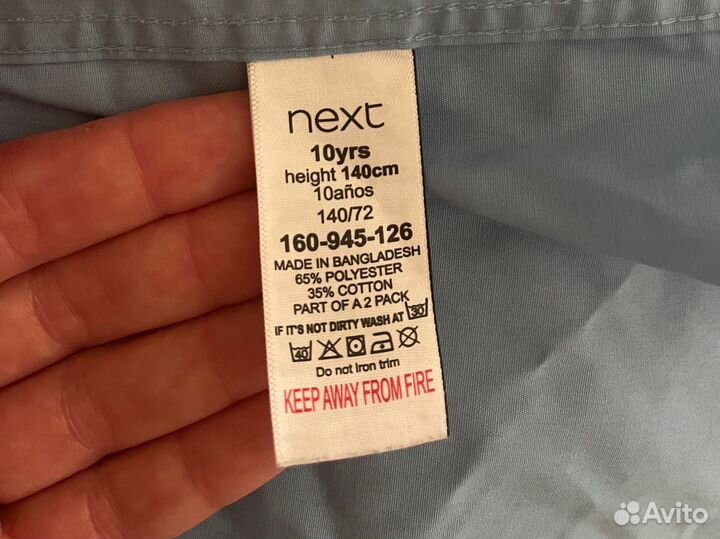 next
10yrs
height 140cm
10años
140/72
160-945-126
MADE IN BANGLADESH
65% POLYESTER
35% COTTON
PART OF A 2 PACK
IF IT'S NOT DIRTY WASH AT 30
40
Do not iron trim
KEEP AWAY FROM FIRE
Avito